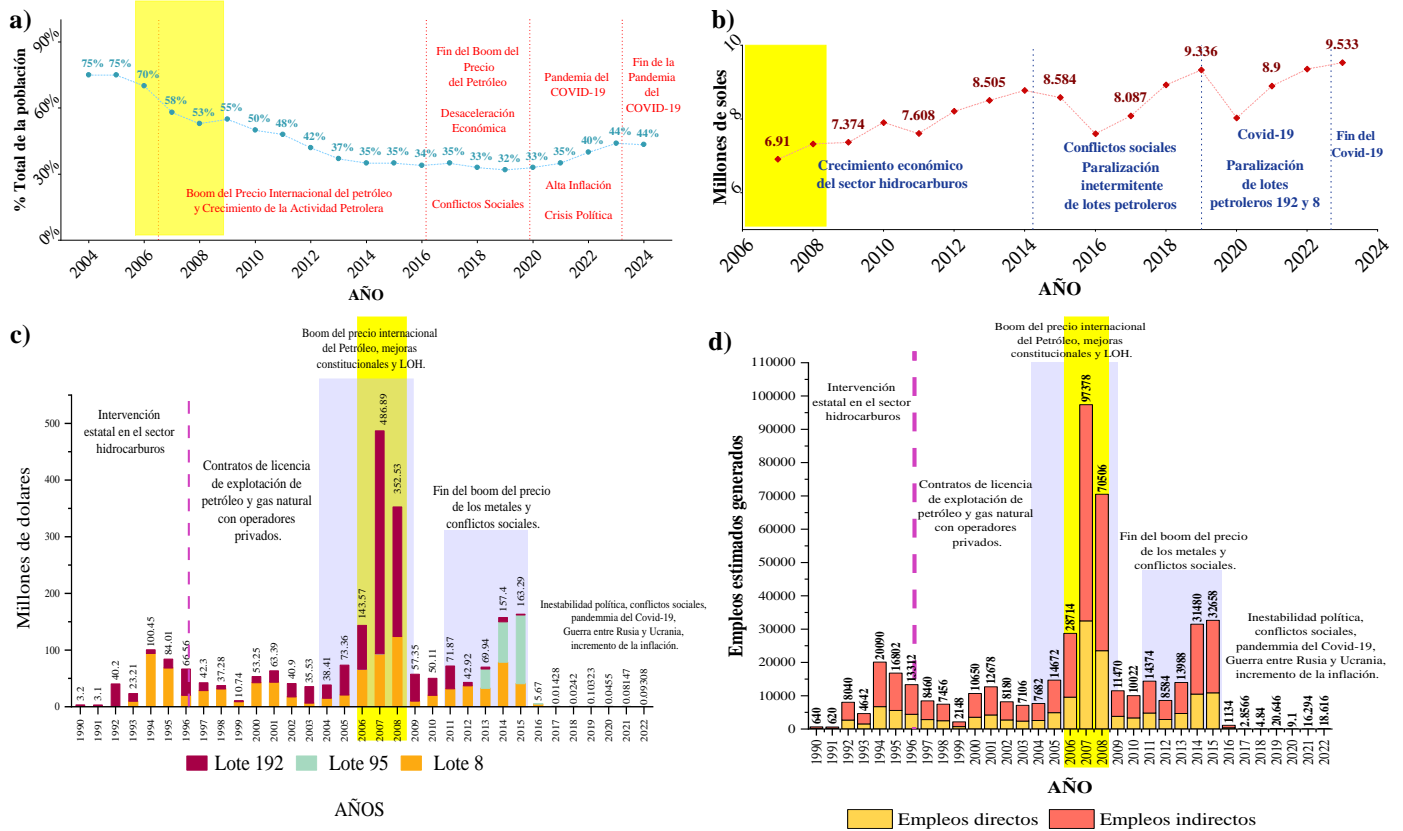 a)
% Total de la población
90%
60%
30%
0%
75%
75%
70%
58%
53%
55%
50%
48%
42%
37%
35%
35%
34%
35%
33%
32%
33%
35%
40%
44%
44%
Boom del Precio Internacional del petróleo
y Crecimiento de la Actividad Petrolera
Fin del Boom del
Precio
del Petróleo
Desaceleración
Económica
Conflictos Sociales
Pandemia del
COVID-19
Alta Inflación
Crisis Política
Fin de la
Pandemia
del
COVID-19
2004
2006
2008
2010
2012
2014
2016
2018
2020
2022
2024
AÑO
b)
Millones de soles
10
8
6
6.91
7.374
7.608
8.505
8.584
8.087
9.336
8.9
9.533
Crecimiento económico
del sector hidrocarburos
Conflictos sociales
Paralización
inetermitente
de lotes petroleros
Covid-19
Paralización
de lotes
petroleros 192 y 8
Fin del
Covid-19
2006
2008
2010
2012
2014
2016
2018
2020
2022
2024
AÑO
c)
Boom del precio internacional
del Petróleo, mejoras
constitucionales y LOH.
Millones de dolares
500
400
300
200
100
0
Intervención
estatal en el sector
hidrocarburos
Contratos de licencia
de explotación de
petróleo y gas natural
con operadores
privados.
Fin del boom del precio
de los metales y
conflictos sociales.
Inestabilidad política, conflictos sociales,
pandemmia del Covid-19,
Guerra entre Rusia y Ucrania,
incremento de la inflación.
3.2
3.1
40.2
23.21
100.45
84.01
66.56
42.3
37.28
10.74
53.25
63.39
40.9
35.53
38.41
73.36
143.57
486.89
352.53
57.35
50.11
71.87
42.92
69.94
157.4
163.29
5.67
0.01428
0.0242
0.10323
0.0455
0.08147
0.09308
1990
1991
1992
1993
1994
1995
1996
1997
1998
1999
2000
2001
2002
2003
2004
2005
2006
2007
2008
2009
2010
2011
2012
2013
2014
2015
2016
2017
2018
2019
2020
2021
2022
Lote 192
Lote 95
Lote 8
AÑOS
d)
Boom del precio internacional
del Petróleo, mejoras
constitucionales y LOH.
Empleos estimados generados
110000
100000
90000
80000
70000
60000
50000
40000
30000
20000
10000
0
Intervención
estatal en el sector
hidrocarburos
Contratos de licencia
de explotación de
petróleo y gas natural
con operadores
privados.
Fin del boom del precio
de los metales y
conflictos sociales.
Inestabilidad política,
conflictos sociales,
pandemmia del Covid-19,
Guerra entre Rusia y Ucrania,
incremento de la inflación.
640
620
8040
4642
20090
16802
13312
8460
7456
2148
10650
12678
8180
7106
7682
14672
28714
97378
70506
11470
10022
14374
8584
13988
31480
32658
1134
2.8566
4.84
20.646
9.1
16.294
18.616
1990
1991
1992
1993
1994
1995
1996
1997
1998
1999
2000
2001
2002
2003
2004
2005
2006
2007
2008
2009
2010
2011
2012
2013
2014
2015
2016
2017
2018
2019
2020
2021
2022
AÑO
Empleos directos
Empleos indirectos